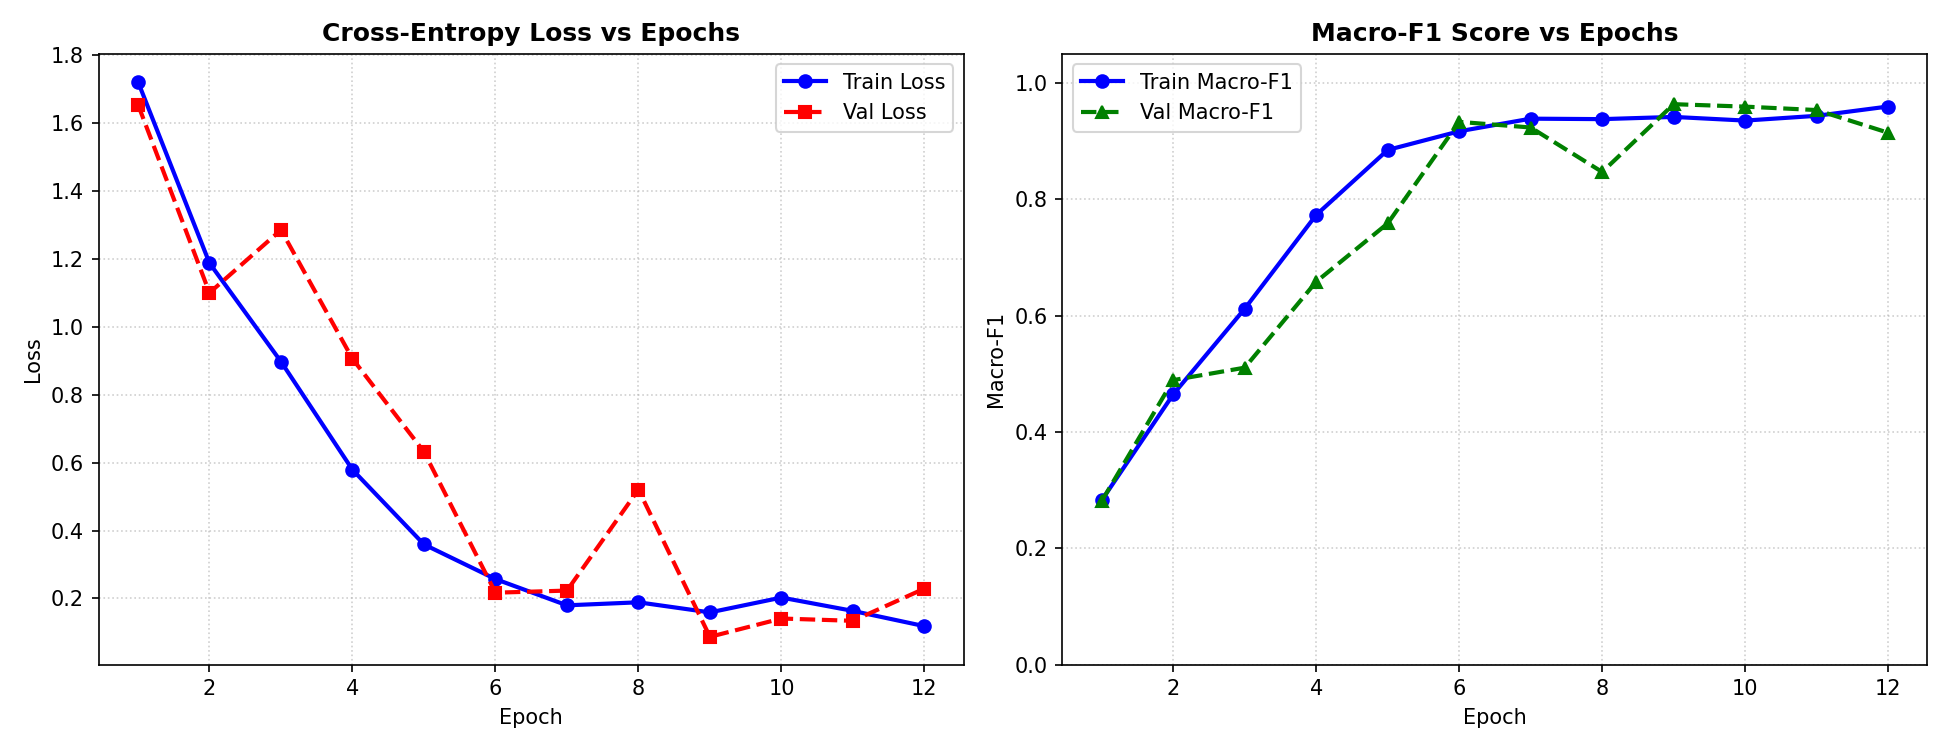 Cross-Entropy Loss vs Epochs
1.8
1.6
1.4
1.2
1.0
0.8
0.6
0.4
0.2
Loss
Train Loss
Val Loss
2 4 6 8 10 12
Epoch
Macro-F1 Score vs Epochs
1.0
0.8
0.6
0.4
0.2
0.0
Macro-F1
Train Macro-F1
Val Macro-F1
2 4 6 8 10 12
Epoch